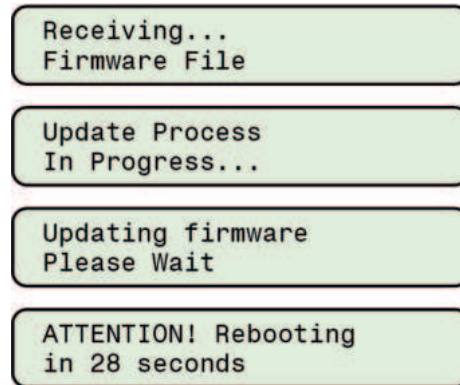 Receiving...
Firmware File
Update Process
In Progress...
Updating firmware
Please Wait
ATTENTION! Rebooting
in 28 seconds